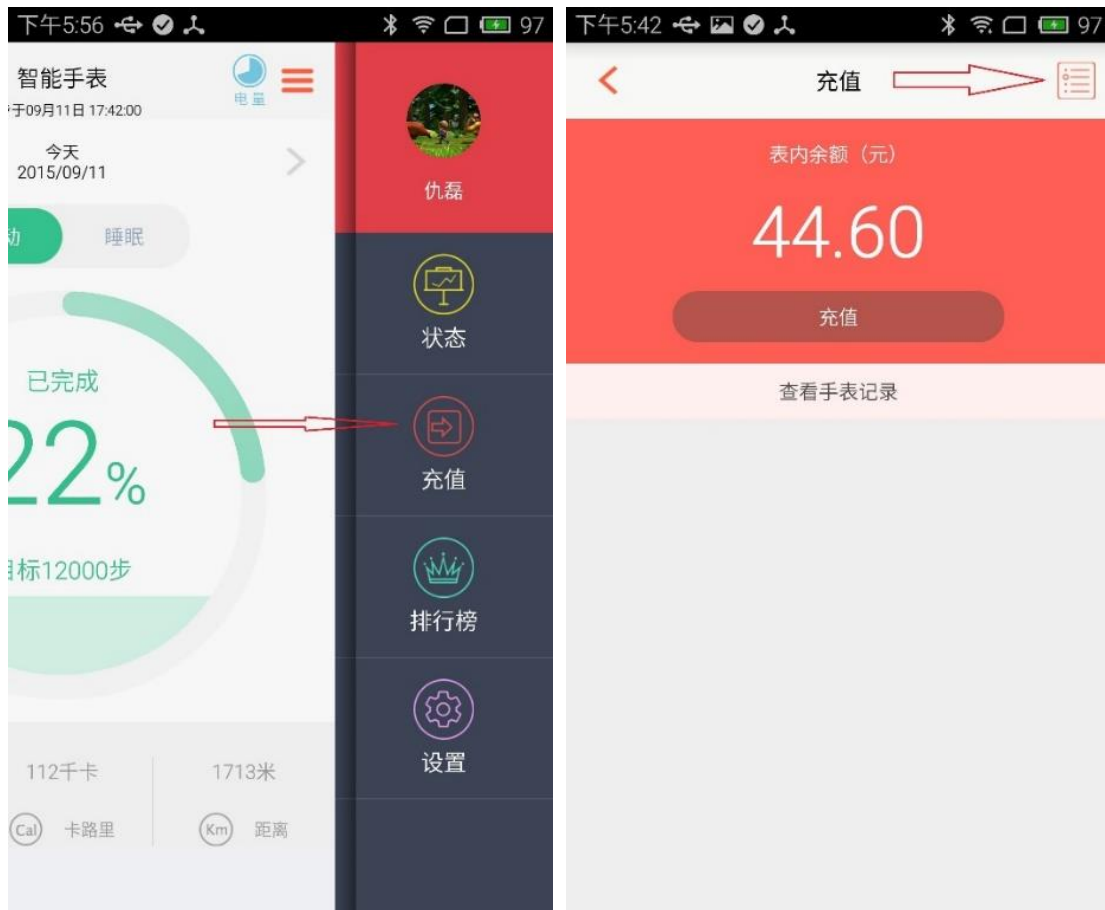 下午5:56
97
智能手表
于09月11日 17:42:00
电量
今天
2015/09/11
动
睡眠
已完成
22%
目标12000步
112千卡
1713米
Cal
卡路里
Km
距离
仇磊
状态
充值
排行榜
设置
下午5:42
97
充值
表内余额（元）
44.60
充值
查看手表记录